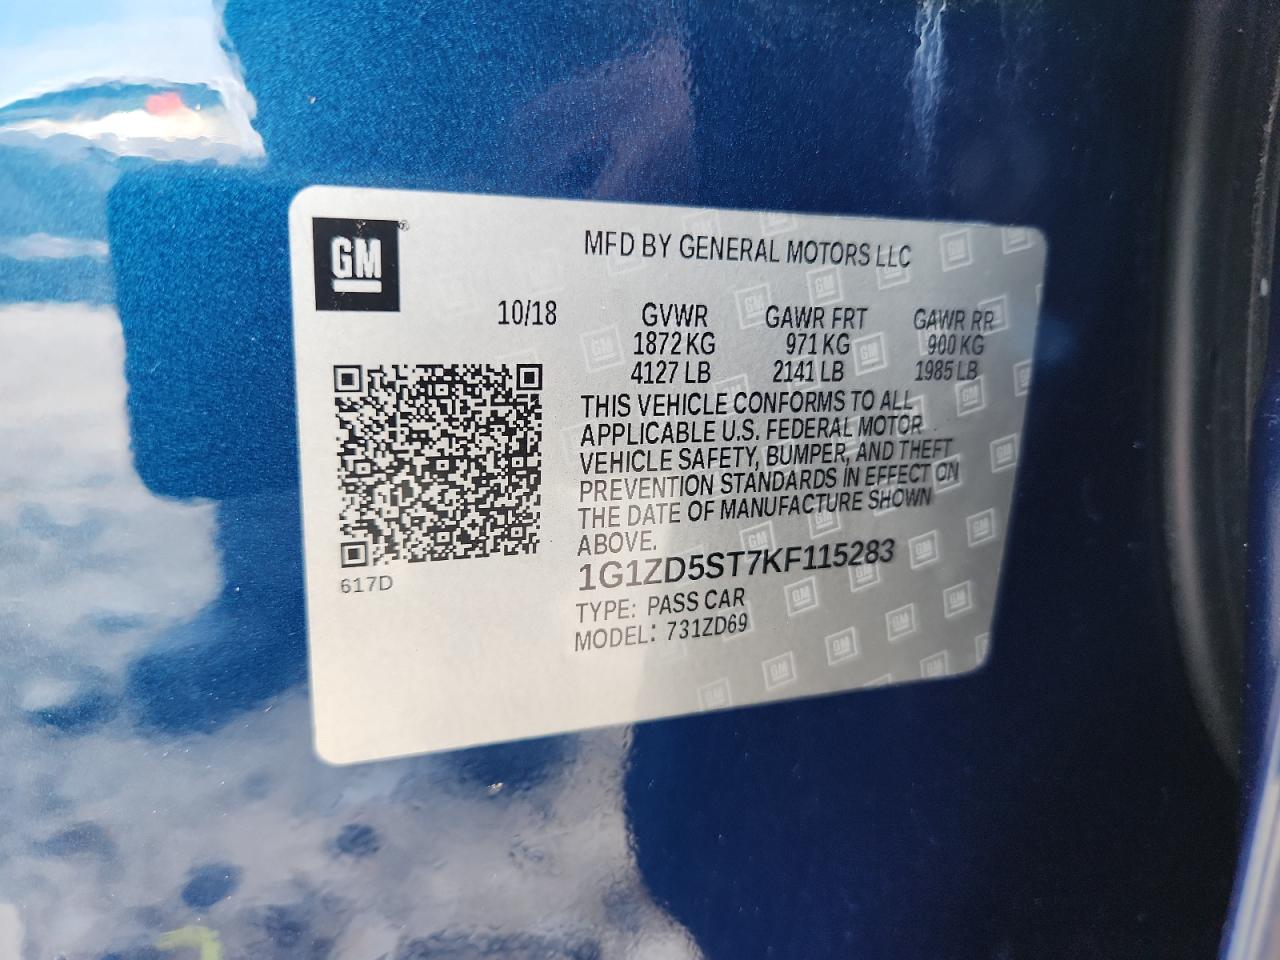 GM®
MFD BY GENERAL MOTORS LLC
10/18 GVWR GAWR FRT GAWR RR
1872 KG 971 KG 900 KG
4127 LB 2141 LB 1985 LB
THIS VEHICLE CONFORMS TO ALL
APPLICABLE U.S. FEDERAL MOTOR
VEHICLE SAFETY, BUMPER, AND THEFT
PREVENTION STANDARDS IN EFFECT ON
THE DATE OF MANUFACTURE SHOWN
ABOVE.
617D
1G1ZD5ST7KF115283
TYPE: PASS CAR
MODEL: 731ZD69